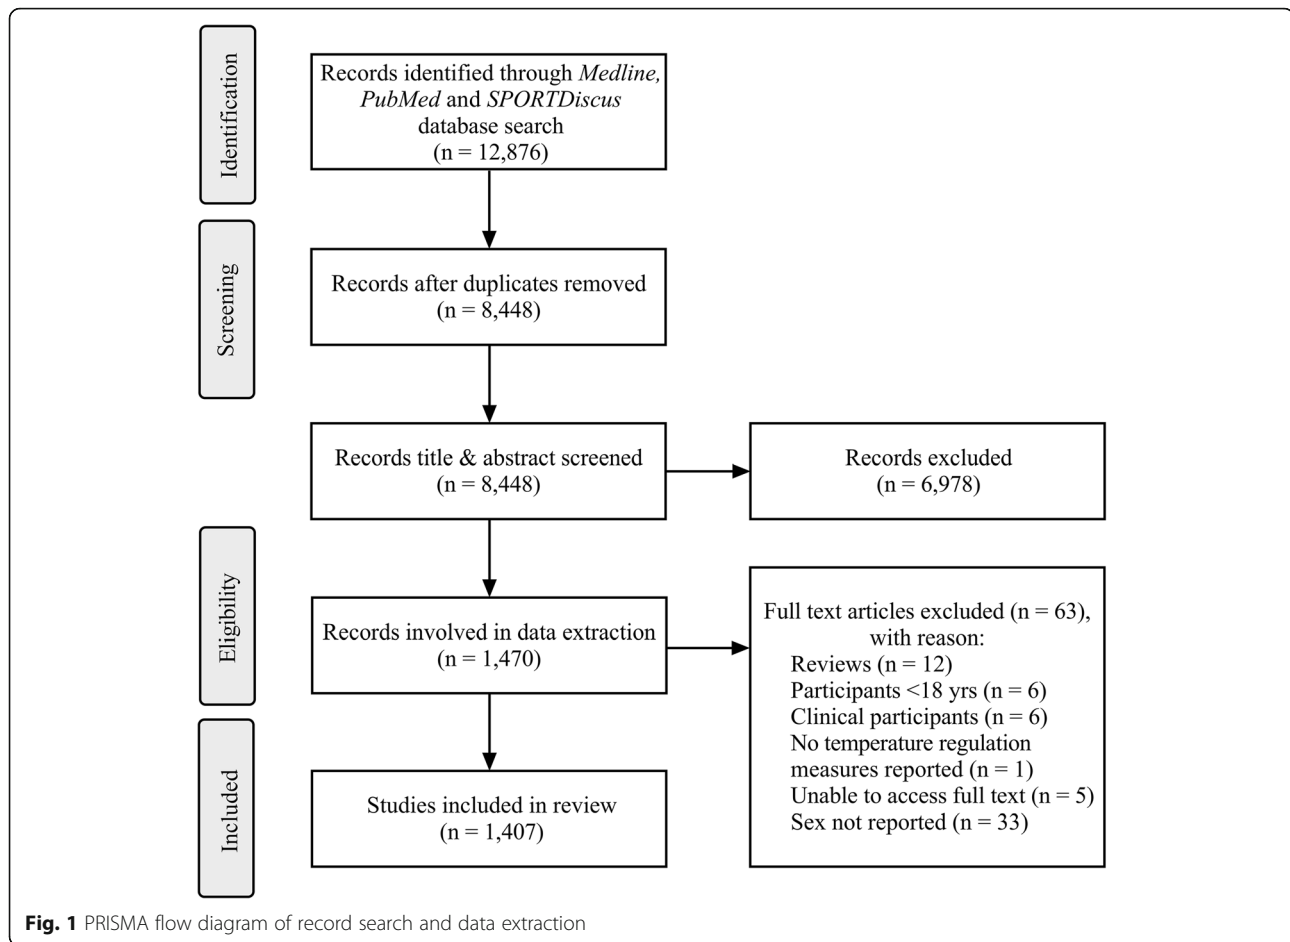 Identification
Records identified through Medline,
PubMed and SPORTDiscus
database search
(n = 12,876)
Screening
Records after duplicates removed
(n = 8,448)
Records title & abstract screened
(n = 8,448)
Records excluded
(n = 6,978)
Eligibility
Records involved in data extraction
(n = 1,470)
Full text articles excluded (n = 63),
with reason:
Reviews (n = 12)
Participants <18 yrs (n = 6)
Clinical participants (n = 6)
No temperature regulation
measures reported (n = 1)
Unable to access full text (n = 5)
Sex not reported (n = 33)
Included
Studies included in review
(n = 1,407)
Fig. 1 PRISMA flow diagram of record search and data extraction